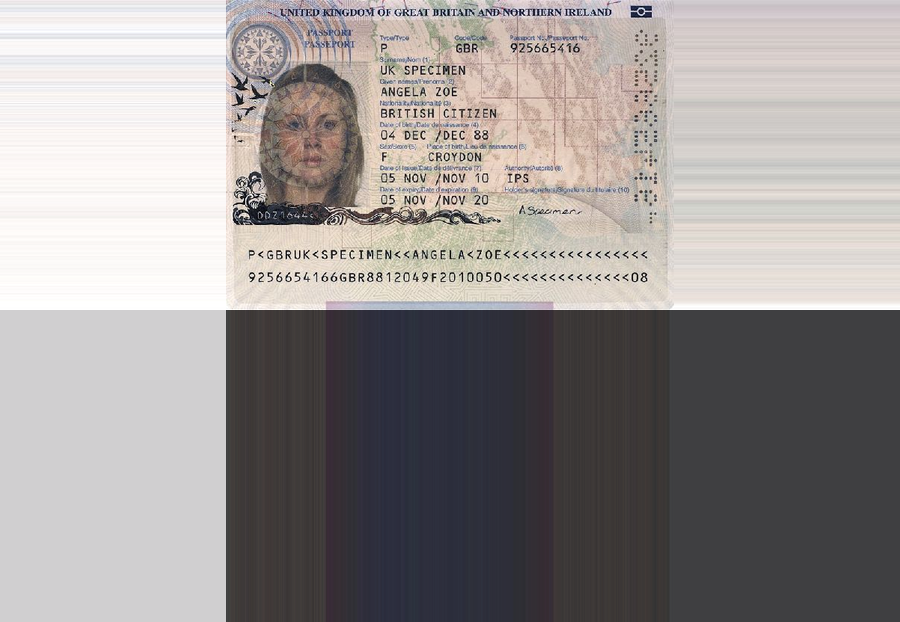 UNITED KINGDOM OF GREAT BRITAIN AND NORTHERN IRELAND
PASSPORT
PASSEPORT
Type/Type Code/Code Passport No./Passeport No.
P GBR 925665416
Surname/Nom (1)
UK SPECIMEN
Given names/Prénoms (2)
ANGELA ZOE
Nationality/Nationalité (3)
BRITISH CITIZEN
Date of birth/Date de naissance (4)
04 DEC /DEC 88
Sex/Sexe (5) Place of birth/Lieu de naissance (6)
F CROYDON
Date of issue/Date de délivrance (7) Authority/Autorité (8)
05 NOV /NOV 10 IPS
Date of expiry/Date d'expiration (9) Holder's signature/Signature du titulaire (10)
05 NOV /NOV 20 A Specimen
P<GBRUK<SPECIMEN<<ANGELA<ZOE<<<<<<<<<<<<<<<<
9256654166GBR8812049F2010050<<<<<<<<<<<<<<08